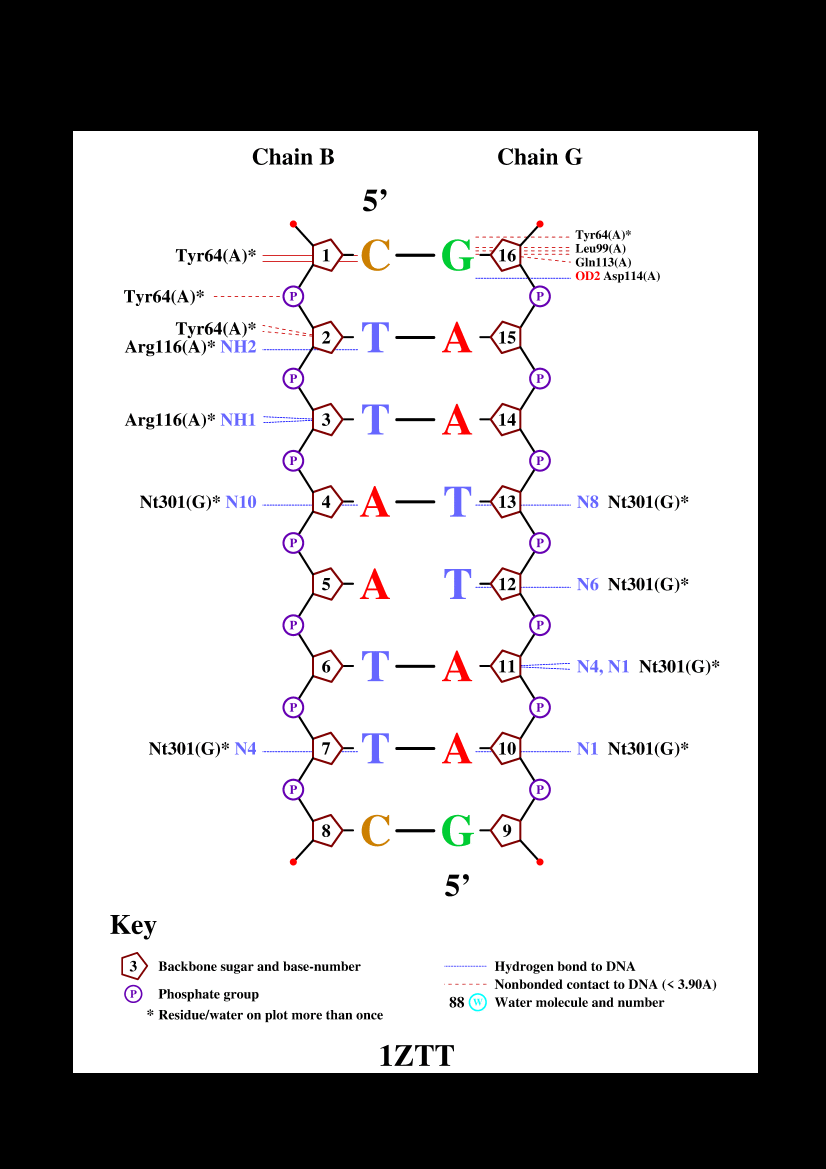 Chain B Chain G
5’
Tyr64(A)*
Leu99(A)
Tyr64(A)* 1 C G 16
Gln113(A)
OD2 Asp114(A)
Tyr64(A)* P P
Tyr64(A)*
2 T A 15
Arg116(A)* NH2
P P
Arg116(A)* NH1 3 T A 14
P P
Nt301(G)* N10 4 A T 13 N8 Nt301(G)*
P P
5 A T 12 N6 Nt301(G)*
P P
6 T A 11 N4, N1 Nt301(G)*
P P
Nt301(G)* N4 7 T A 10 N1 Nt301(G)*
P P
8 C G 9
5’
Key
3 Backbone sugar and base-number
P Phosphate group
* Residue/water on plot more than once
Hydrogen bond to DNA
Nonbonded contact to DNA (< 3.90A)
88 W Water molecule and number
1ZTT